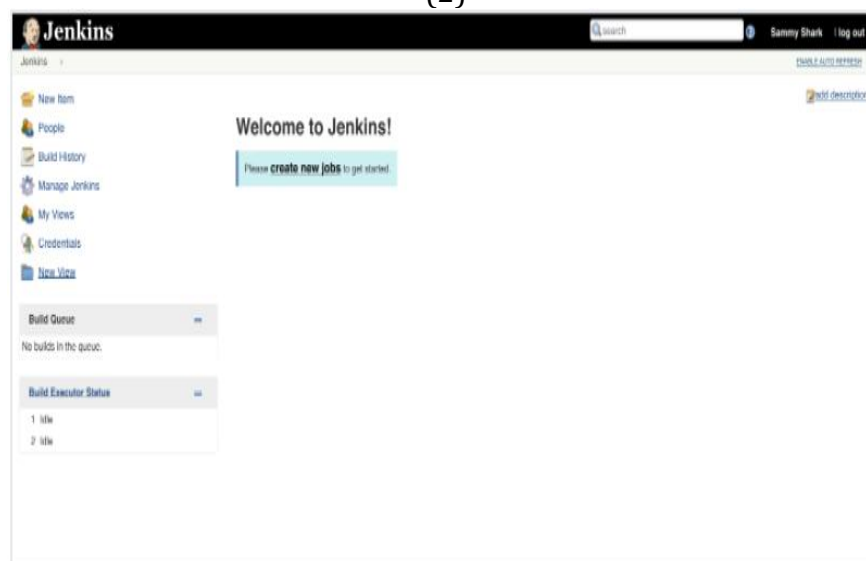 (2)
Jenkins
search
Sammy Shark | log out
Jenkins
ENABLE AUTO REFRESH
add description
New Item
People
Build History
Manage Jenkins
My Views
Credentials
New View
Welcome to Jenkins!
Please create new jobs to get started.
Build Queue
No builds in the queue.
Build Executor Status
1 Idle
2 Idle